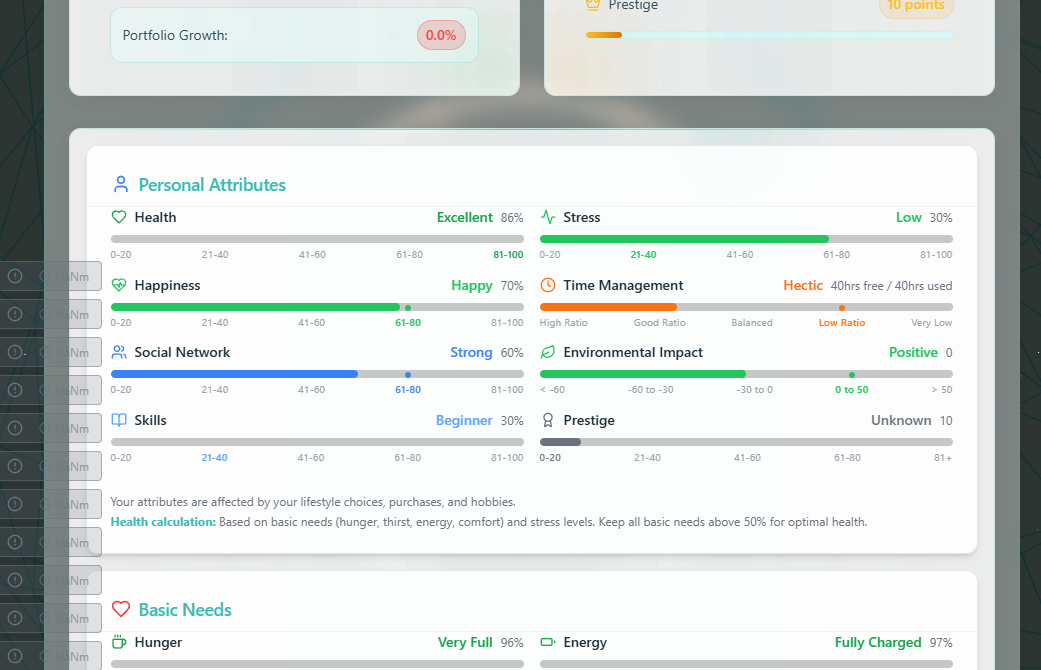 Prestige
10 points
Portfolio Growth:
0.0%
Personal Attributes
Health
Excellent 86%
0-20 21-40 41-60 61-80 81-100
Stress
Low 30%
0-20 21-40 41-60 61-80 81-100
Happiness
Happy 70%
0-20 21-40 41-60 61-80 81-100
Time Management
Hectic 40hrs free / 40hrs used
High Ratio Good Ratio Balanced Low Ratio Very Low
Social Network
Strong 60%
0-20 21-40 41-60 61-80 81-100
Environmental Impact
Positive 0
< -60 -60 to -30 -30 to 0 0 to 50 > 50
Skills
Beginner 30%
0-20 21-40 41-60 61-80 81-100
Prestige
Unknown 10
0-20 21-40 41-60 61-80 81+
Your attributes are affected by your lifestyle choices, purchases, and hobbies.
Health calculation: Based on basic needs (hunger, thirst, energy, comfort) and stress levels. Keep all basic needs above 50% for optimal health.
Basic Needs
Hunger
Very Full 96%
Energy
Fully Charged 97%
NaNm
NaNm
NaNm
NaNm
NaNm
NaNm
NaNm
NaNm
NaNm
NaNm
NaNm